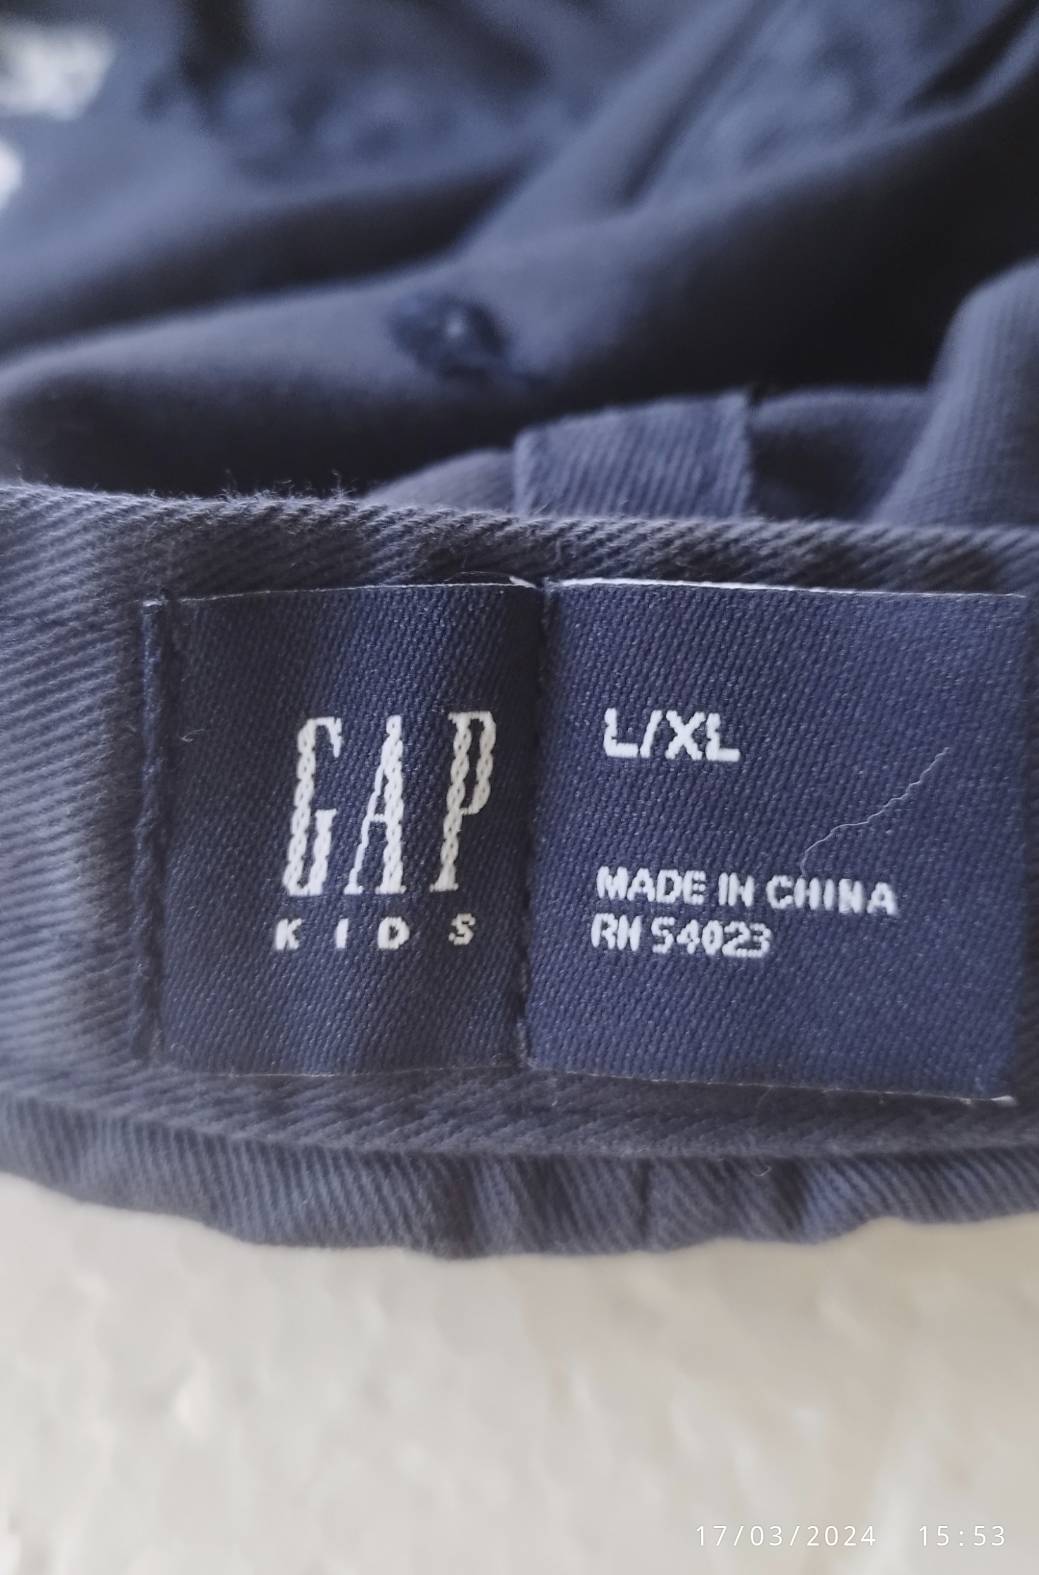 GAP
KIDS
L/XL
MADE IN CHINA
RN 54023
17/03/2024 15:53